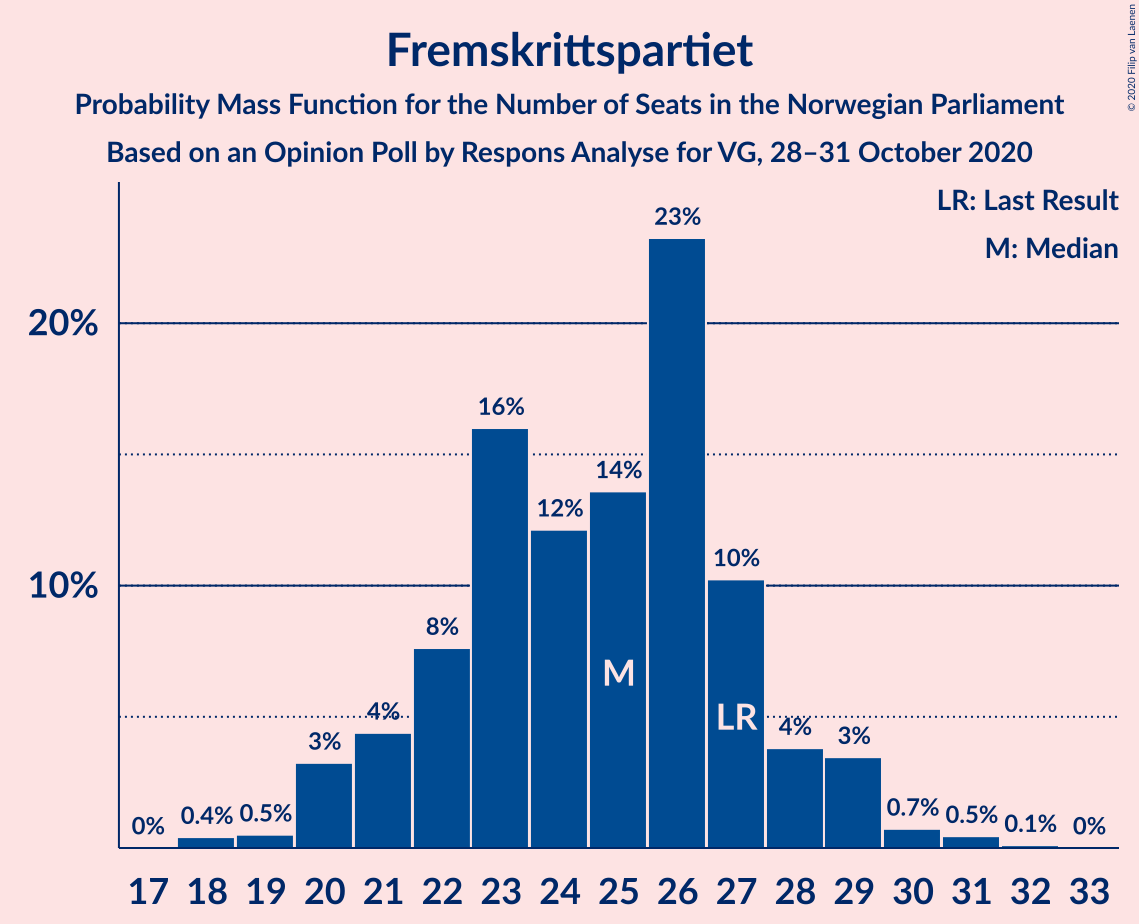 © 2020 Filip van Laenen
Fremskrittspartiet
Probability Mass Function for the Number of Seats in the Norwegian Parliament
Based on an Opinion Poll by Respons Analyse for VG, 28–31 October 2020
LR: Last Result
M: Median
23%
20%
16%
14%
12%
10%
10%
8%
M
4%
LR
4%
3%
3%
0%
0.4%
0.5%
0.7%
0.5%
0.1%
0%
17 18 19 20 21 22 23 24 25 26 27 28 29 30 31 32 33